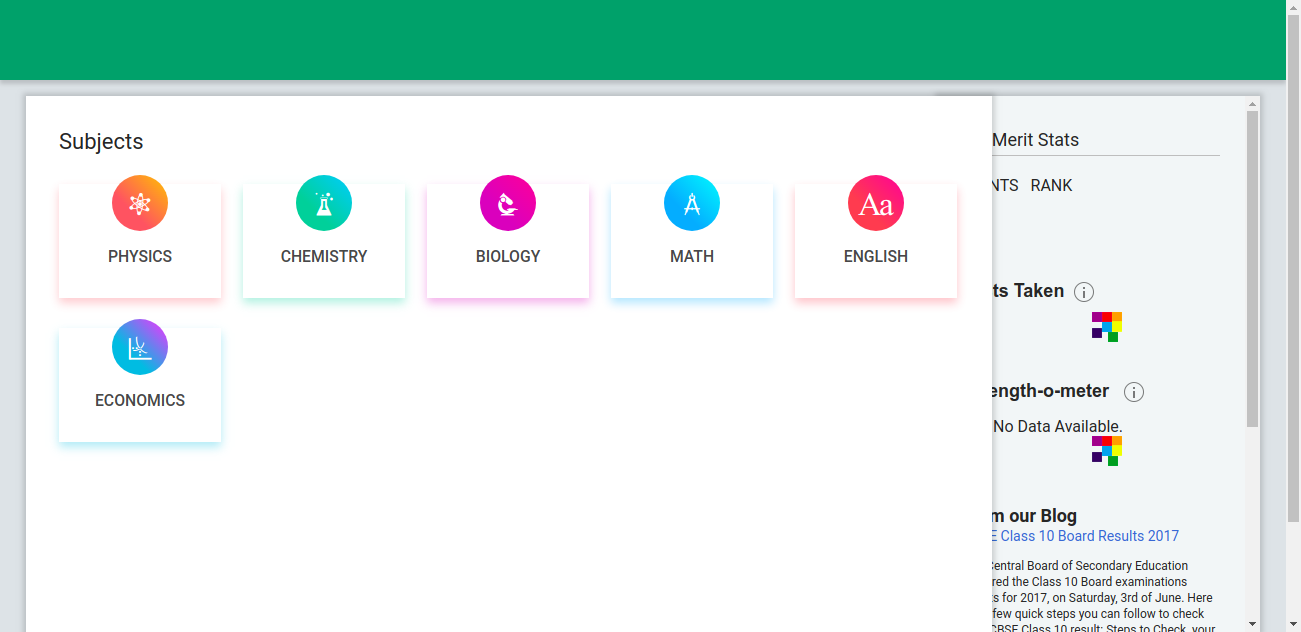 Subjects
PHYSICS
CHEMISTRY
BIOLOGY
MATH
Aa
ENGLISH
ECONOMICS
Merit Stats
NTS RANK
ts Taken
ength-o-meter
No Data Available.
m our Blog
E Class 10 Board Results 2017
Central Board of Secondary Education
red the Class 10 Board examinations
s for 2017, on Saturday, 3rd of June. Here
few quick steps you can follow to check
CBSE Class 10 result: Steps to Check your